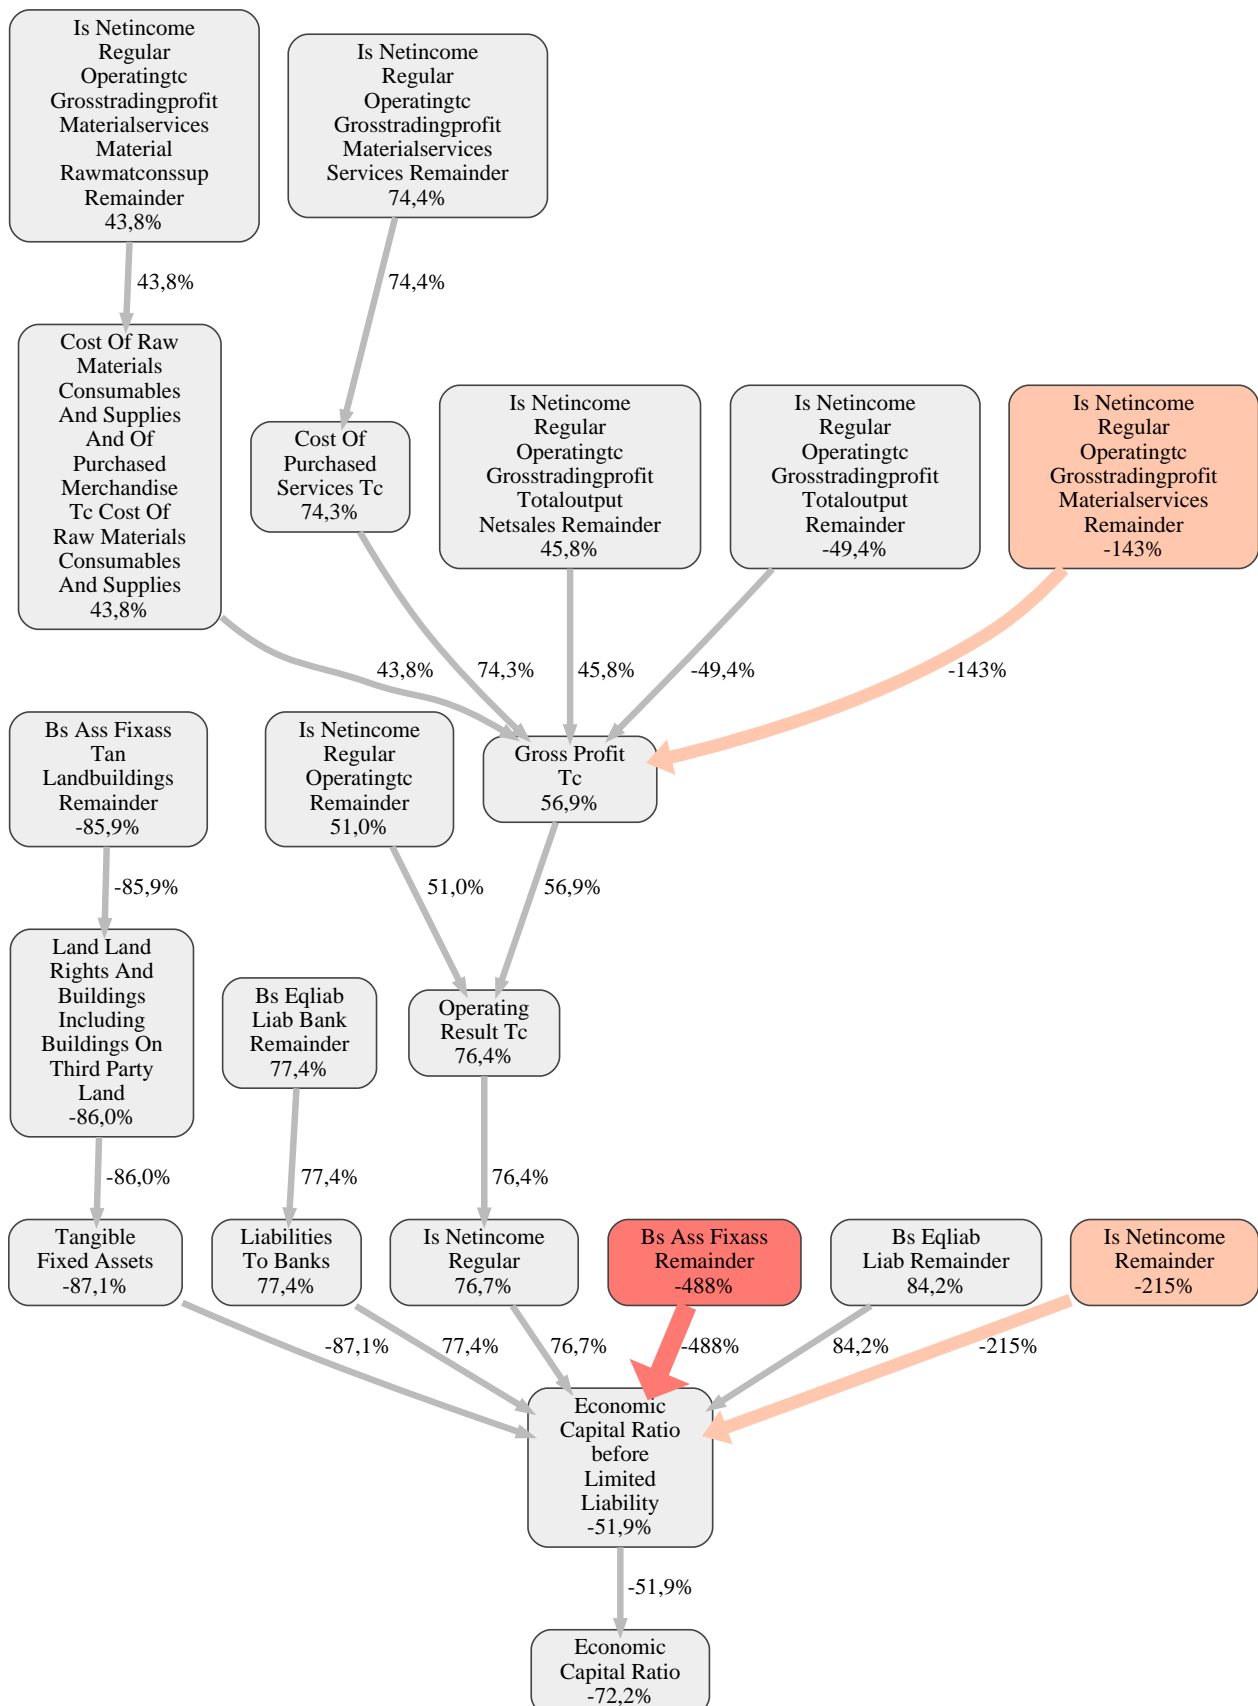 Is Netincome
Regular
Operatingtc
Grosstradingprofit
Materialservices
Material
Rawmatconssup
Remainder
43,8%
Is Netincome
Regular
Operatingtc
Grosstradingprofit
Materialservices
Services Remainder
74,4%
43,8%
74,4%
Cost Of Raw
Materials
Consumables
And Supplies
And Of
Purchased
Merchandise
Tc Cost Of
Raw Materials
Consumables
And Supplies
43,8%
Cost Of
Purchased
Services Tc
74,3%
Is Netincome
Regular
Operatingtc
Grosstradingprofit
Totaloutput
Netsales Remainder
45,8%
Is Netincome
Regular
Operatingtc
Grosstradingprofit
Totaloutput
Remainder
-49,4%
Is Netincome
Regular
Operatingtc
Grosstradingprofit
Materialservices
Remainder
-143%
43,8%
74,3%
45,8%
-49,4%
-143%
Bs Ass Fixass
Tan
Landbuildings
Remainder
-85,9%
Is Netincome
Regular
Operatingtc
Remainder
51,0%
Gross Profit
Tc
56,9%
-85,9%
51,0%
56,9%
Land Land
Rights And
Buildings
Including
Buildings On
Third Party
Land
-86,0%
Bs Eqliab
Liab Bank
Remainder
77,4%
Operating
Result Tc
76,4%
-86,0%
77,4%
76,4%
Tangible
Fixed Assets
-87,1%
Liabilities
To Banks
77,4%
Is Netincome
Regular
76,7%
Bs Ass Fixass
Remainder
-488%
Bs Eqliab
Liab Remainder
84,2%
Is Netincome
Remainder
-215%
-87,1%
77,4%
76,7%
-488%
84,2%
-215%
Economic
Capital Ratio
before
Limited
Liability
-51,9%
-51,9%
Economic
Capital Ratio
-72,2%